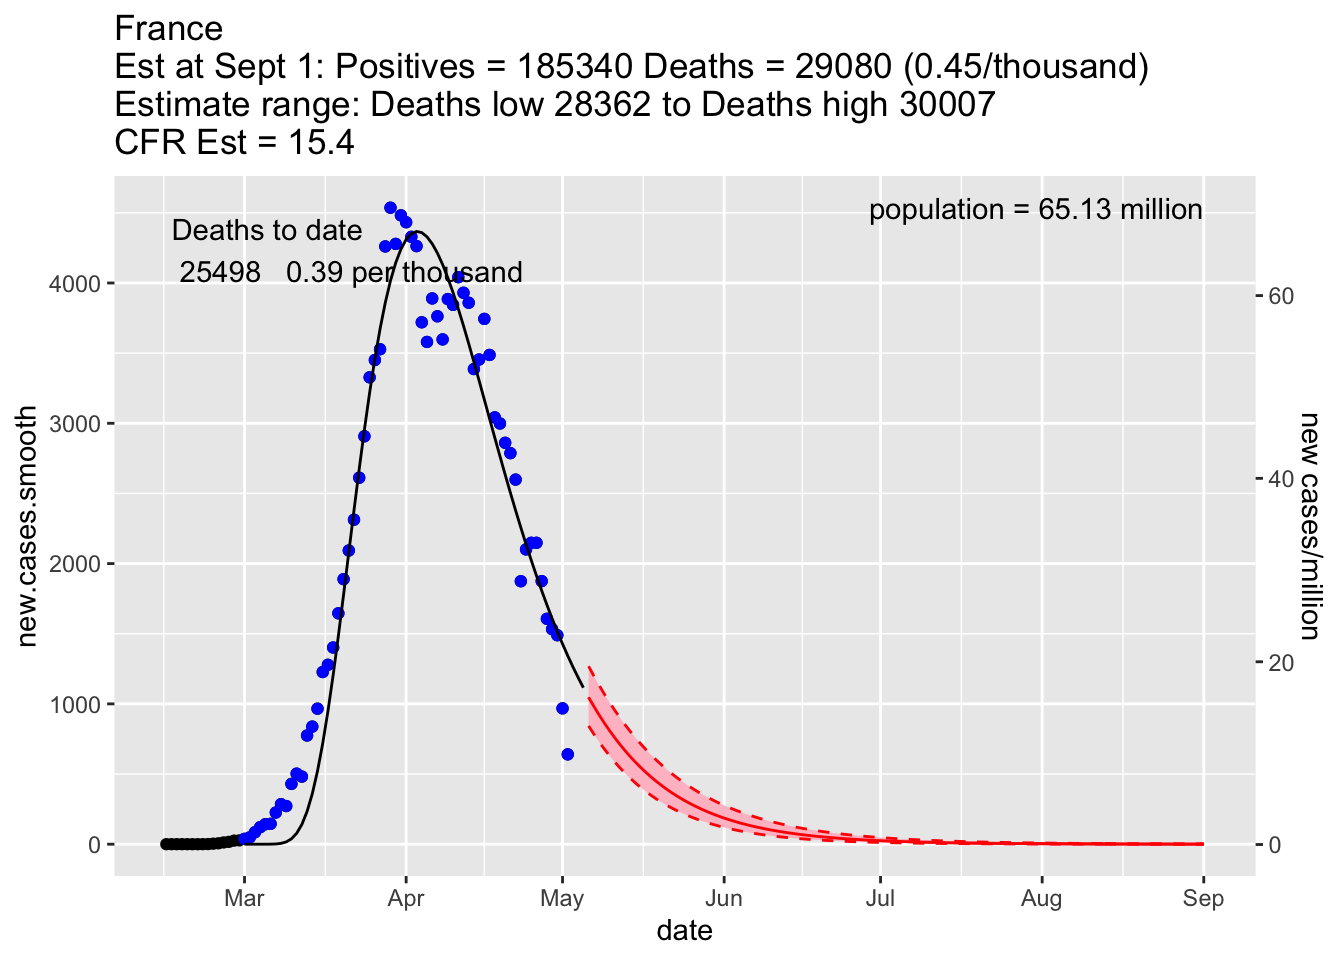 France
Est at Sept 1: Positives = 185340 Deaths = 29080 (0.45/thousand)
Estimate range: Deaths low 28362 to Deaths high 30007
CFR Est = 15.4
population = 65.13 million
Deaths to date
25498 0.39 per thousand
4000
3000
2000
1000
0
new.cases.smooth
60
40
20
0
new cases/million
Mar Apr May Jun Jul Aug Sep
date